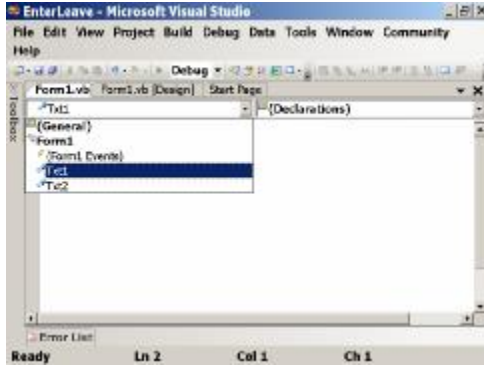 EnterLeave - Microsoft Visual Studio
File Edit View Project Build Debug Data Tools Window Community
Help
Debug
Form1.vb Form1.vb [Design] Start Page
Toolbox
Txt1 (Declarations)
(General)
Form1
(Form1 Events)
Txt1
Txt2
Error List
Ready Ln 2 Col 1 Ch 1